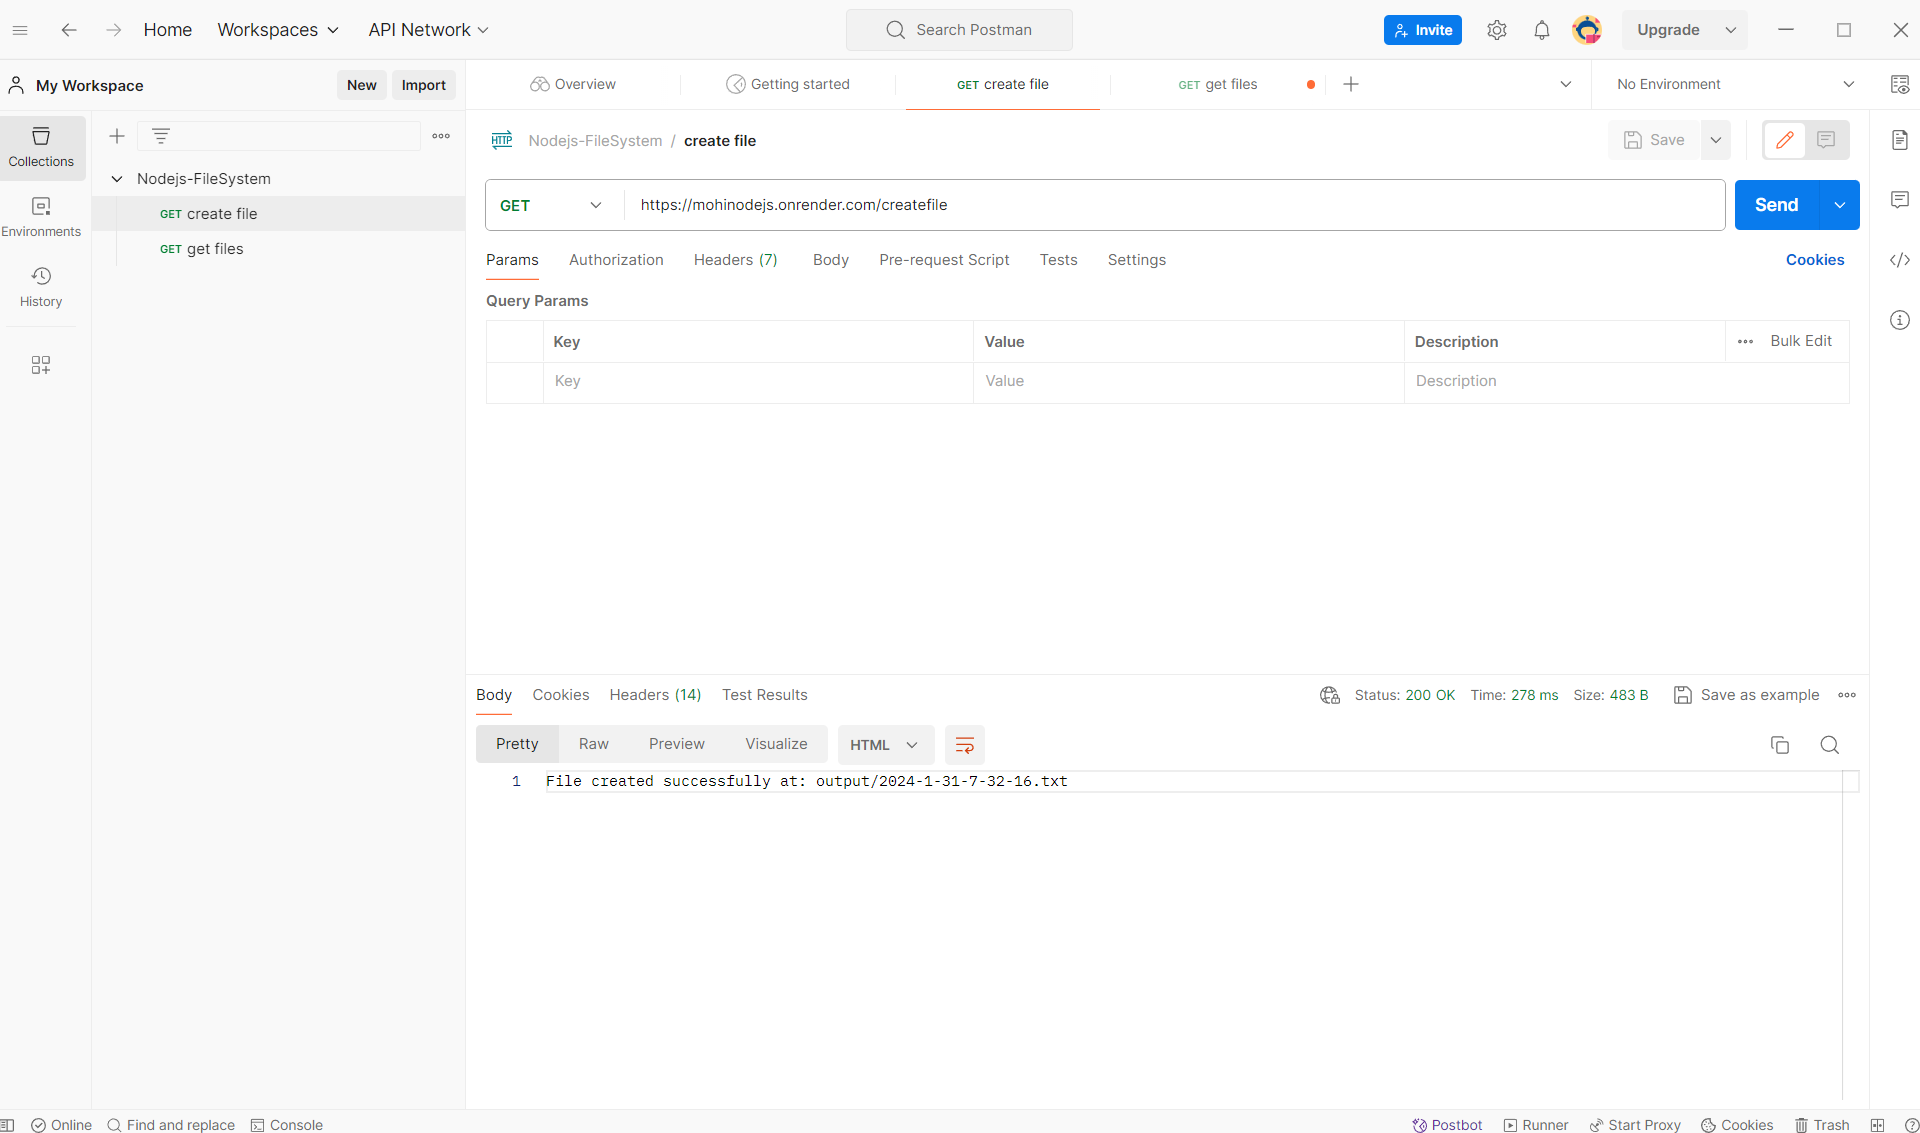 Home Workspaces API Network Search Postman Invite Upgrade
My Workspace New Import Overview Getting started GET create file GET get files No Environment
Collections
Environments
History
Nodejs-FileSystem
GET create file
GET get files
HTTP Nodejs-FileSystem / create file Save
GET https://mohinodejs.onrender.com/createfile Send
Params Authorization Headers (7) Body Pre-request Script Tests Settings Cookies
Query Params
Key Value Description Bulk Edit
Key Value Description
Body Cookies Headers (14) Test Results Status: 200 OK Time: 278 ms Size: 483 B Save as example
Pretty Raw Preview Visualize HTML
1 File created successfully at: output/2024-1-31-7-32-16.txt
Online Find and replace Console Postbot Runner Start Proxy Cookies Trash